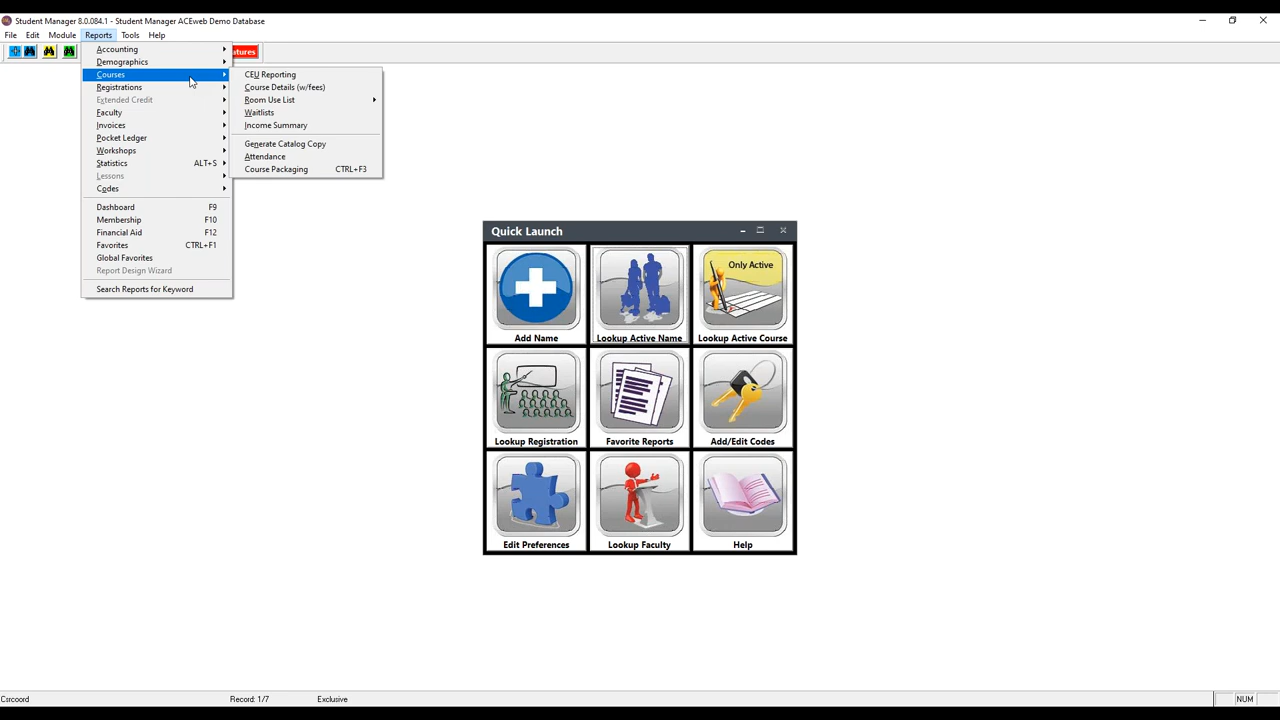 Student Manager 8.0.084.1 - Student Manager ACEweb Demo Database
File Edit Module Reports Tools Help
atures
Accounting
Demographics
Courses
Registrations
Extended Credit
Faculty
Invoices
Pocket Ledger
Workshops
Statistics ALT+S
Lessons
Codes
Dashboard F9
Membership F10
Financial Aid F12
Favorites CTRL+F1
Global Favorites
Report Design Wizard
Search Reports for Keyword
CEU Reporting
Course Details (w/fees)
Room Use List
Waitlists
Income Summary
Generate Catalog Copy
Attendance
Course Packaging CTRL+F3
Quick Launch
Only Active
Add Name Lookup Active Name Lookup Active Course
Lookup Registration Favorite Reports Add/Edit Codes
Edit Preferences Lookup Faculty Help
Csrcoord Record: 1/7 Exclusive NUM